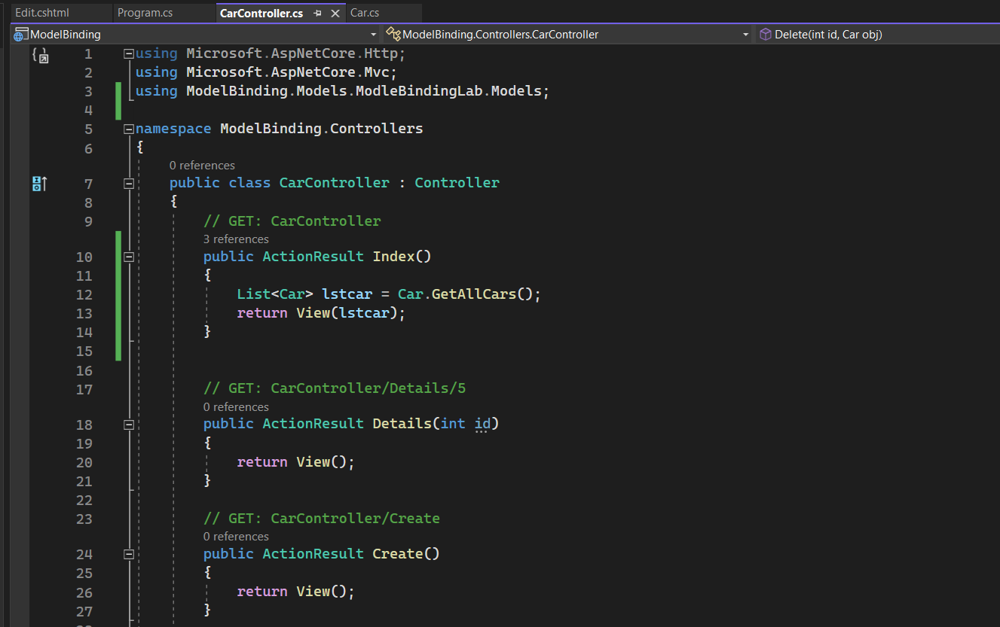 Edit.cshtml Program.cs CarController.cs Car.cs
ModelBinding ModelBinding.Controllers.CarController Delete(int id, Car obj)
1 using Microsoft.AspNetCore.Http;
2 using Microsoft.AspNetCore.Mvc;
3 using ModelBinding.Models.ModleBindingLab.Models;
4
5 namespace ModelBinding.Controllers
6 {
0 references
7 public class CarController : Controller
8 {
9 // GET: CarController
3 references
10 public ActionResult Index()
11 {
12 List<Car> lstcar = Car.GetAllCars();
13 return View(lstcar);
14 }
15
16
17 // GET: CarController/Details/5
0 references
18 public ActionResult Details(int id)
19 {
20 return View();
21 }
22
23 // GET: CarController/Create
0 references
24 public ActionResult Create()
25 {
26 return View();
27 }